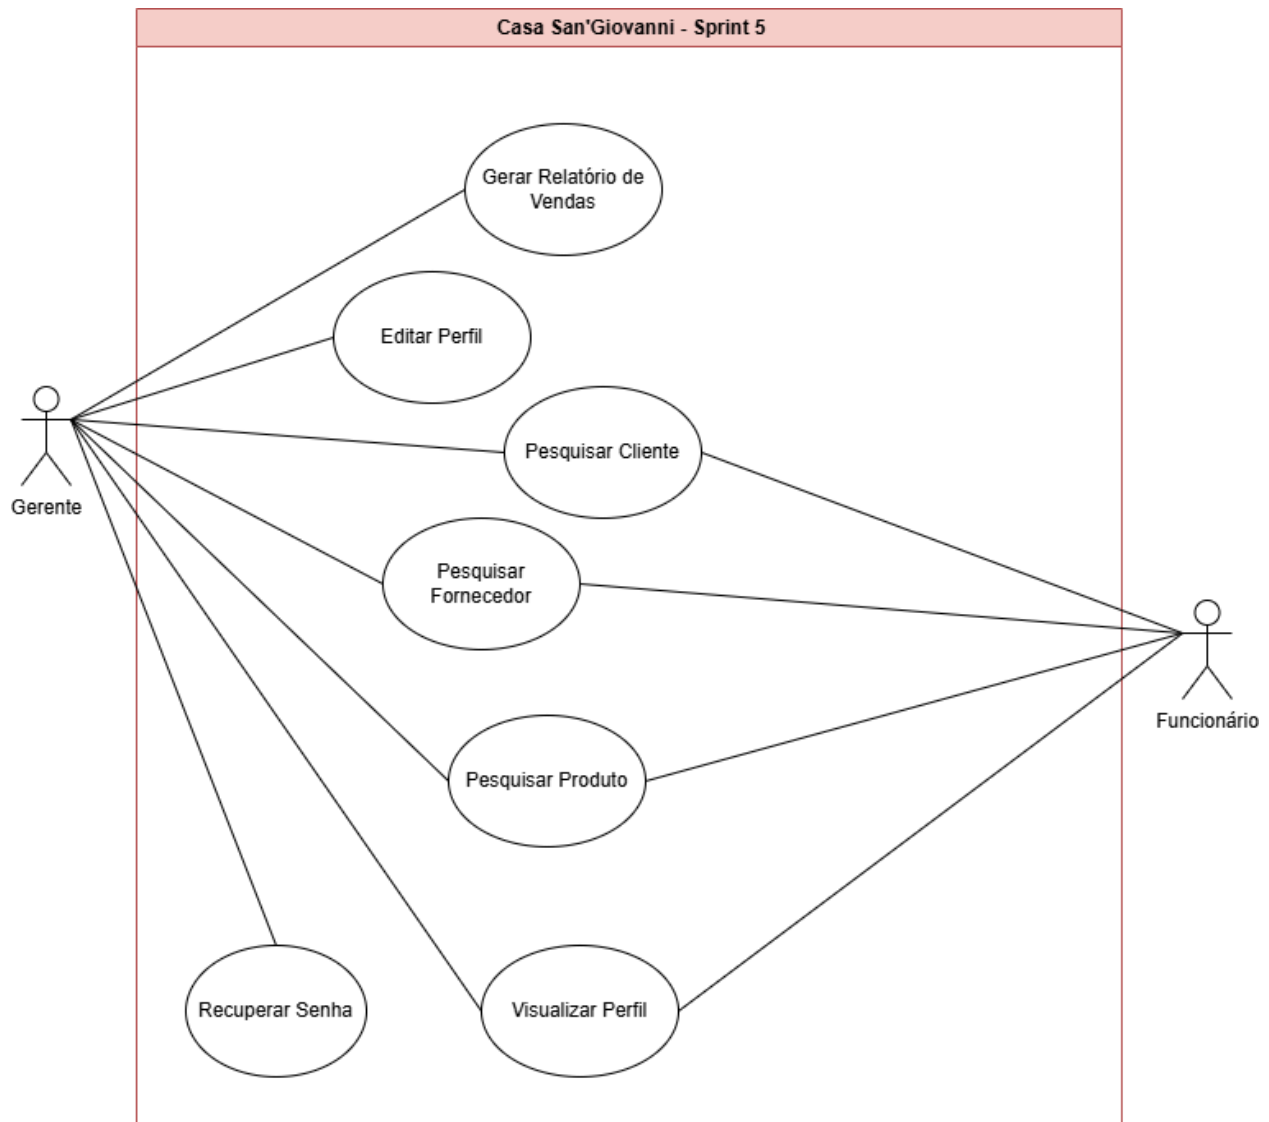 Casa San'Giovanni - Sprint 5
Gerar Relatório de
Vendas
Editar Perfil
Pesquisar Cliente
Gerente
Pesquisar
Fornecedor
Funcionário
Pesquisar Produto
Recuperar Senha
Visualizar Perfil